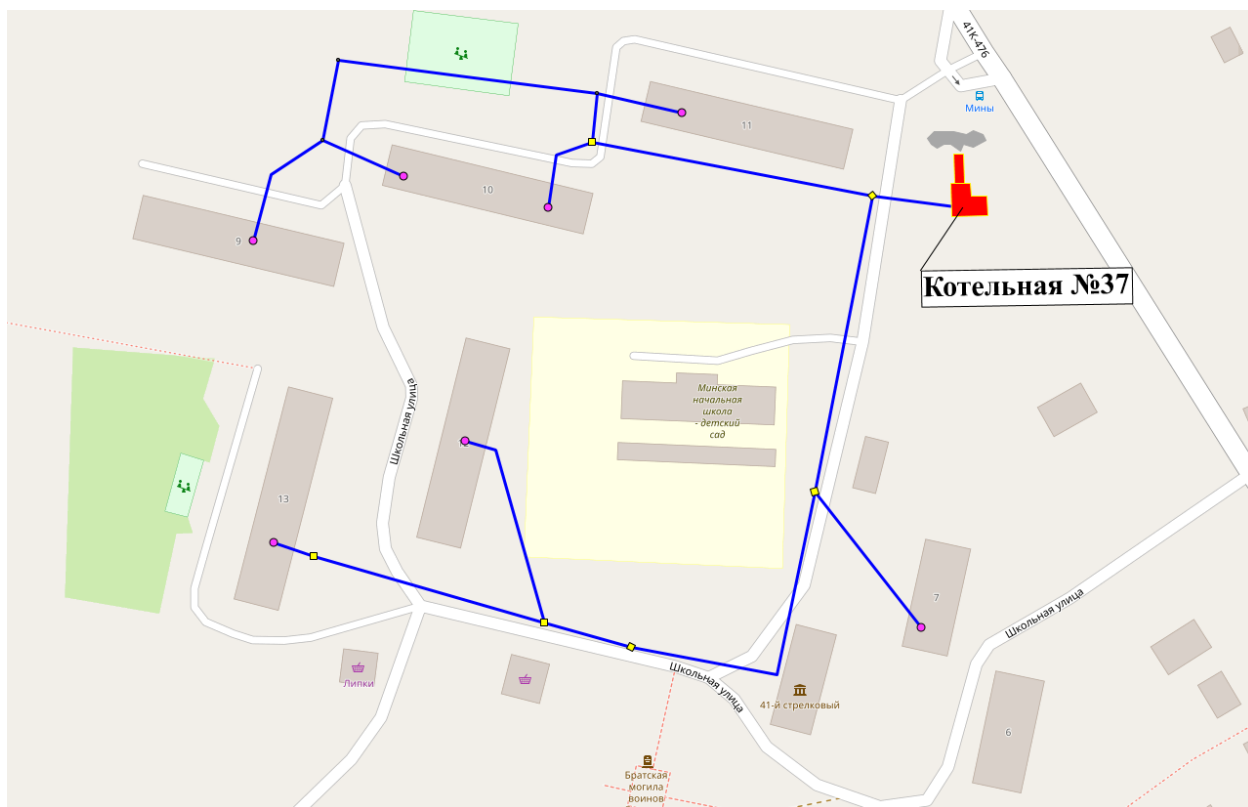 41К-476
Мины
11
10
9
Котельная №37
Минская
начальная
школа
- детский
сад
Школьная улица
13
7
Школьная улица
Липки
Школьная улица
41-й стрелковый
6
Братская
могила
воинов